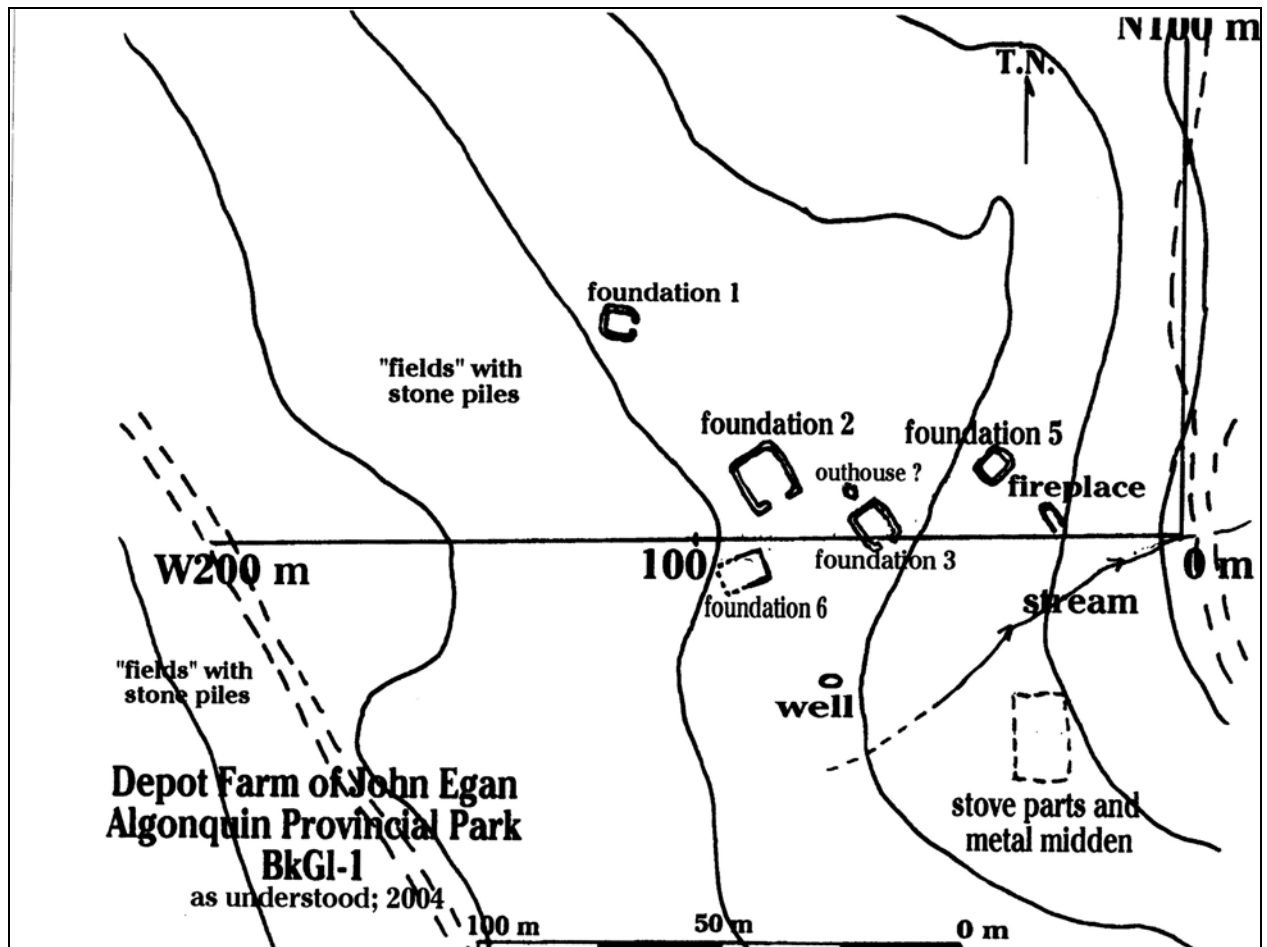 N100 m
T.N.
foundation 1
"fields" with
stone piles
foundation 2
foundation 5
outhouse ?
fireplace
W200 m
100
foundation 3
0 m
foundation 6
stream
"fields" with
stone piles
well
Depot Farm of John Egan
Algonquin Provincial Park
BkGl-1
as understood; 2004
stove parts and
metal midden
100 m
50 m
0 m